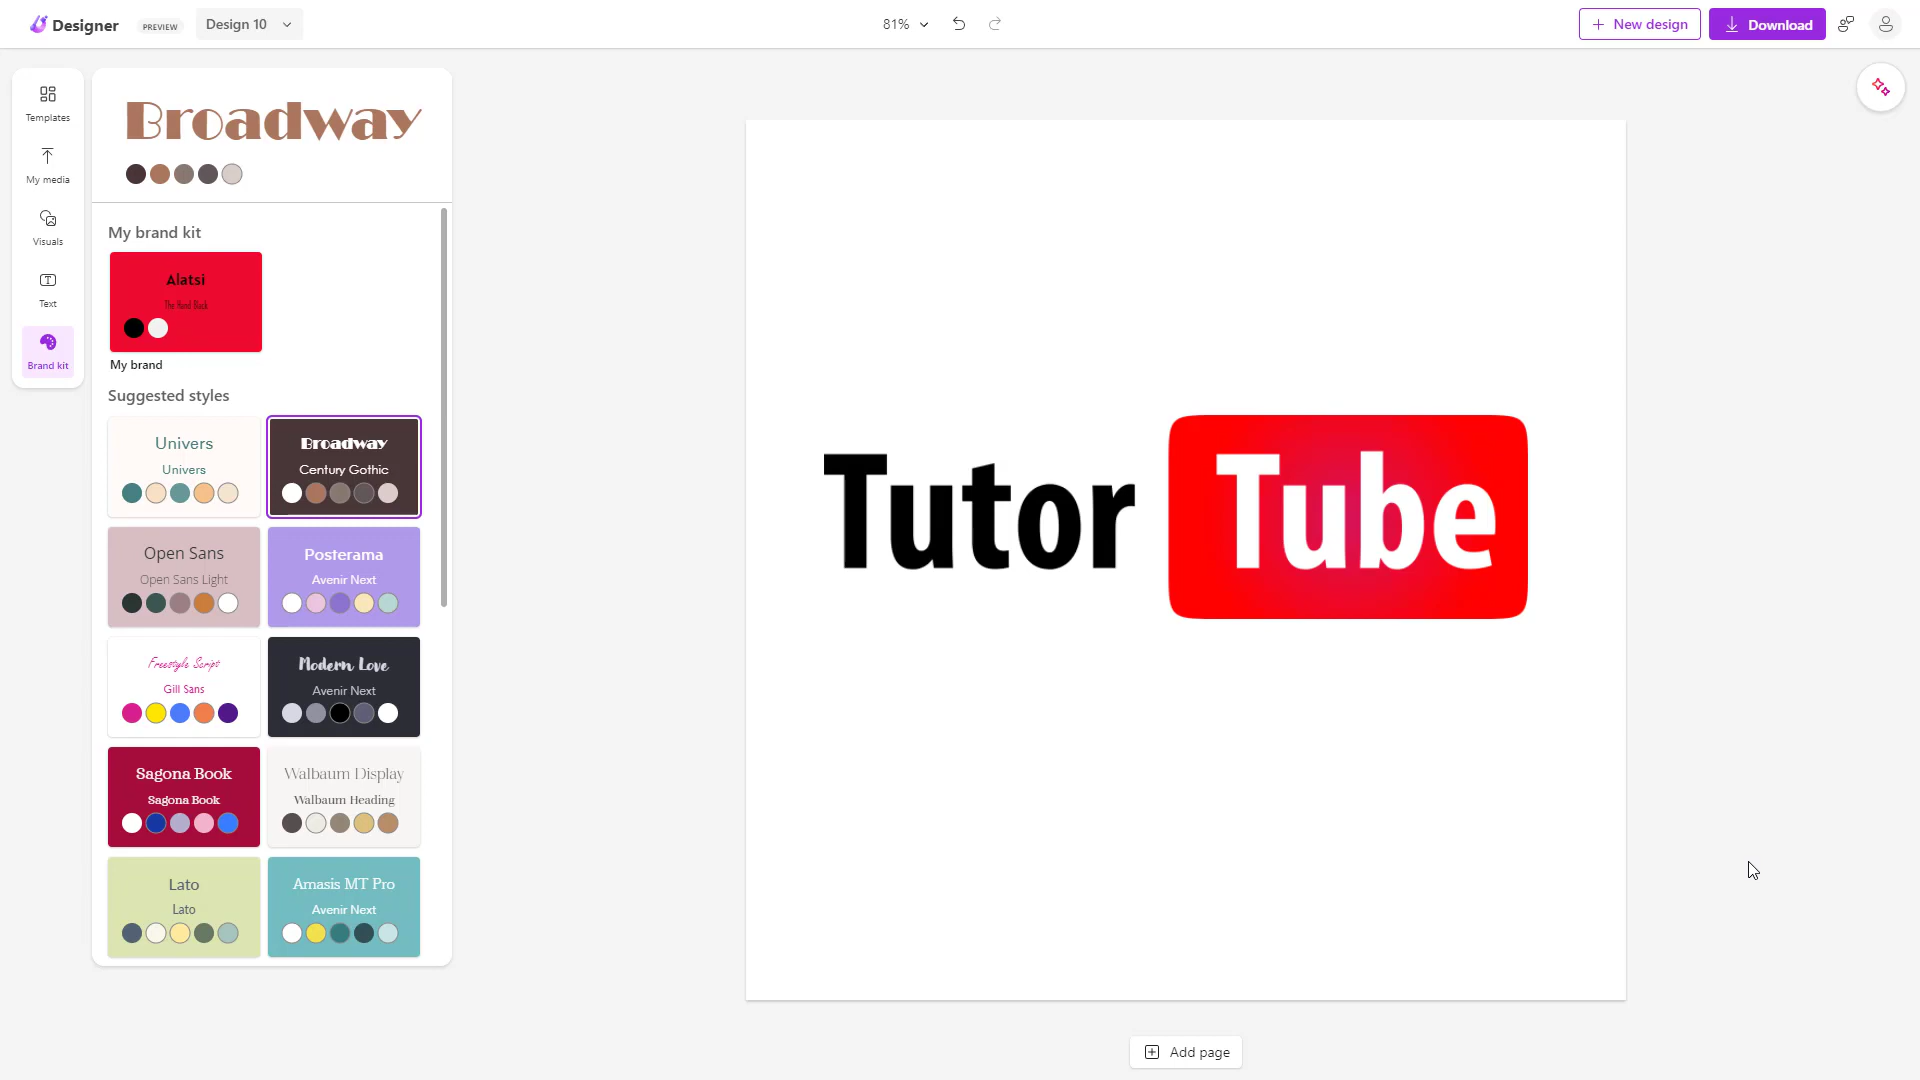 Designer
PREVIEW
Design 10
81%
New design
Download
Templates
My media
Visuals
Text
Brand kit
Broadway
My brand kit
Alatsi
The Hand Black
My brand
Suggested styles
Univers
Univers
Broadway
Century Gothic
Open Sans
Open Sans Light
Posterama
Avenir Next
Freestyle Script
Gill Sans
Modern Love
Avenir Next
Sagona Book
Sagona Book
Walbaum Display
Walbaum Heading
Lato
Lato
Amasis MT Pro
Avenir Next
Tutor Tube
Add page